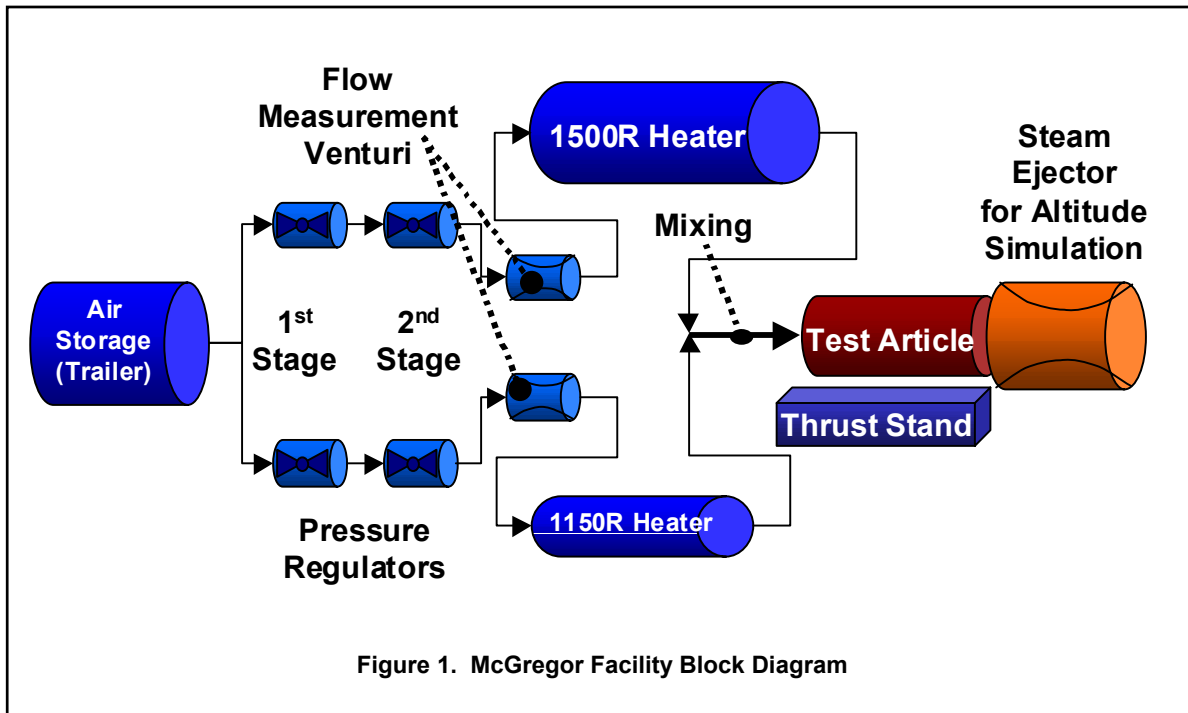 Flow
Measurement
Venturi
1500R Heater
Steam
Ejector
for Altitude
Simulation
Mixing
Air
Storage
(Trailer)
1st
Stage
2nd
Stage
Test Article
Thrust Stand
1150R Heater
Pressure
Regulators
Figure 1. McGregor Facility Block Diagram